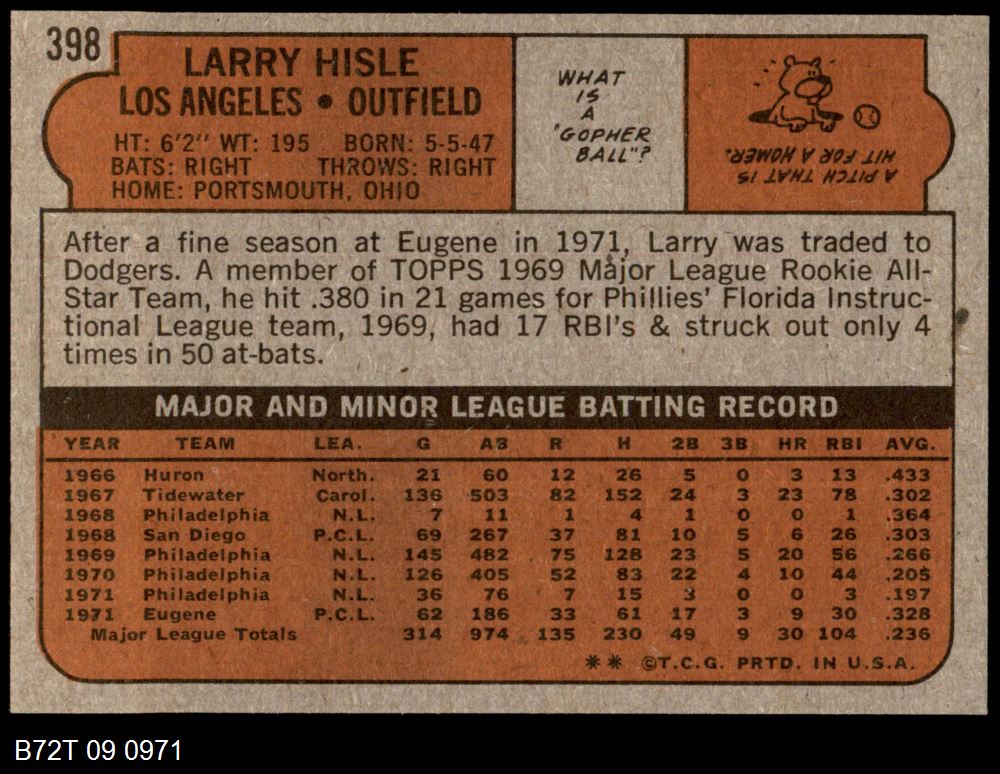 398
LARRY HISLE
LOS ANGELES • OUTFIELD
HT: 6'2" WT: 195 BORN: 5-5-47
BATS: RIGHT THROWS: RIGHT
HOME: PORTSMOUTH, OHIO
WHAT
IS
A
"GOPHER
BALL"?
A PITCH THAT IS
HIT FOR A HOMER.
After a fine season at Eugene in 1971, Larry was traded to
Dodgers. A member of TOPPS 1969 Major League Rookie All-
Star Team, he hit .380 in 21 games for Phillies' Florida Instruc-
tional League team, 1969, had 17 RBI's & struck out only 4
times in 50 at-bats.
MAJOR AND MINOR LEAGUE BATTING RECORD
YEAR TEAM LEA. G AB R H 2B 3B HR RBI AVG.
1966 Huron North. 21 60 12 26 5 0 3 13 .433
1967 Tidewater Carol. 136 503 82 152 24 3 23 78 .302
1968 Philadelphia N.L. 7 11 1 4 1 0 0 1 .364
1968 San Diego P.C.L. 69 267 37 81 10 5 6 26 .303
1969 Philadelphia N.L. 145 482 75 128 23 5 20 56 .266
1970 Philadelphia N.L. 126 405 52 83 22 4 10 44 .205
1971 Philadelphia N.L. 36 76 7 15 3 0 0 3 .197
1971 Eugene P.C.L. 62 186 33 61 17 3 9 30 .328
Major League Totals 314 974 135 230 49 9 30 104 .236
** ©T.C.G. PRTD. IN U.S.A.
B72T 09 0971